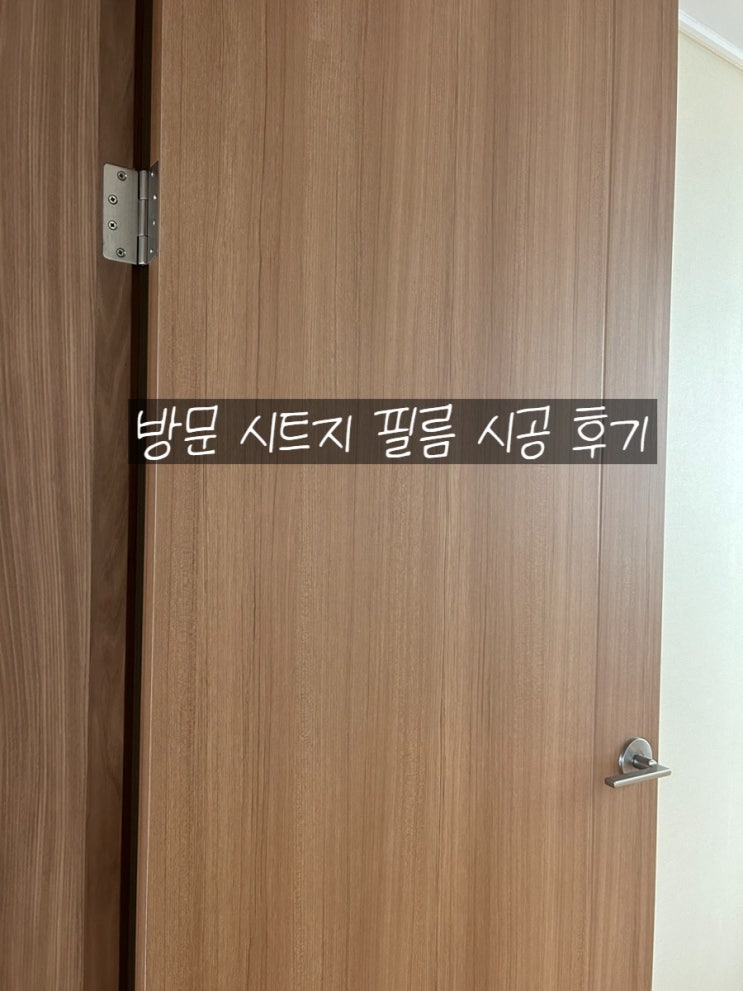 방문 시트지 필름 시공 후기